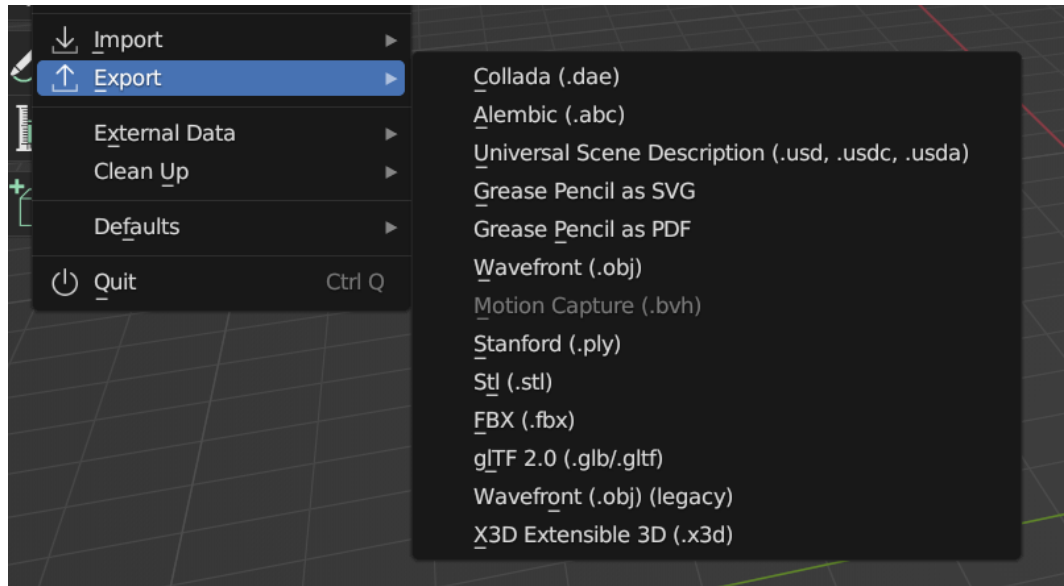 Import
Export
External Data
Clean Up
Defaults
Quit Ctrl Q
Collada (.dae)
Alembic (.abc)
Universal Scene Description (.usd, .usdc, .usda)
Grease Pencil as SVG
Grease Pencil as PDF
Wavefront (.obj)
Motion Capture (.bvh)
Stanford (.ply)
Stl (.stl)
FBX (.fbx)
glTF 2.0 (.glb/.gltf)
Wavefront (.obj) (legacy)
X3D Extensible 3D (.x3d)